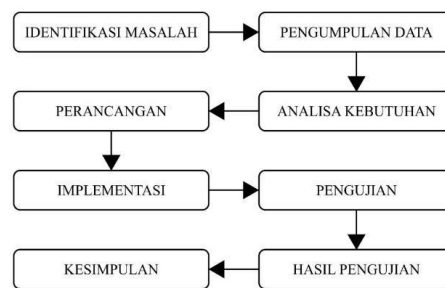 IDENTIFIKASI MASALAH
PENGUMPULAN DATA
ANALISA KEBUTUHAN
PERANCANGAN
IMPLEMENTASI
PENGUJIAN
HASIL PENGUJIAN
KESIMPULAN